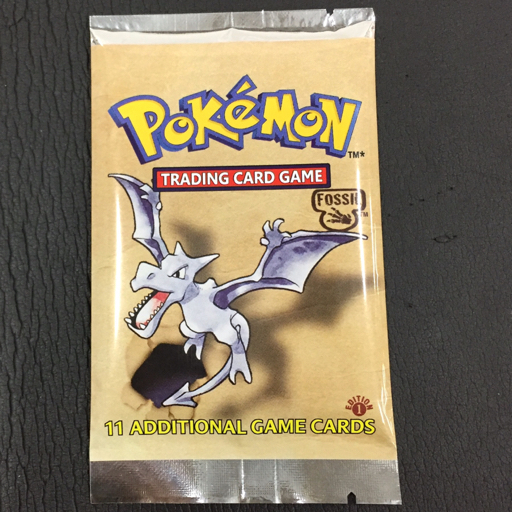 POKéMON
TM*
TRADING CARD GAME
FOSSIL
TM
EDITION
1
11 ADDITIONAL GAME CARDS